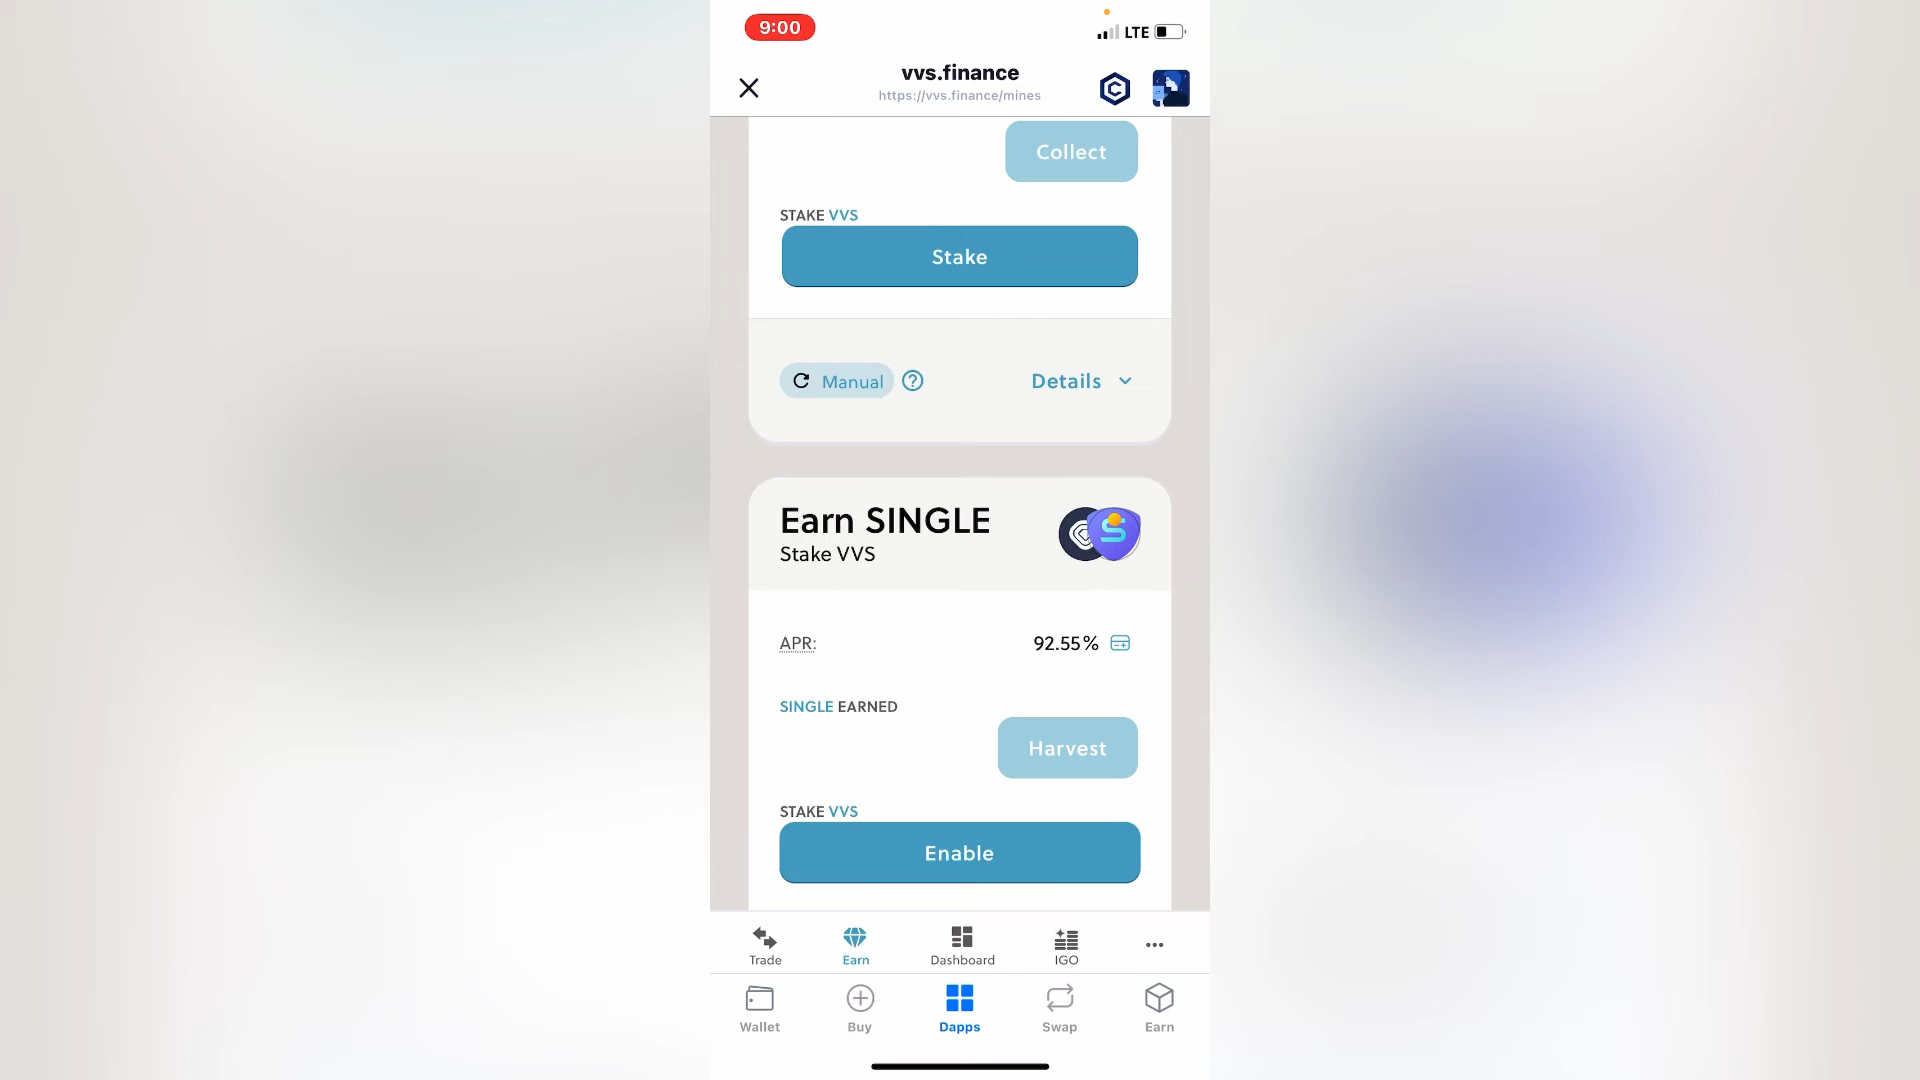 9:00
LTE
vvs.finance
https://vvs.finance/mines
Collect
STAKE VVS
Stake
Manual
Details
Earn SINGLE
Stake VVS
APR:
92.55%
SINGLE EARNED
Harvest
STAKE VVS
Enable
Trade
Earn
Dashboard
IGO
Wallet
Buy
Dapps
Swap
Earn